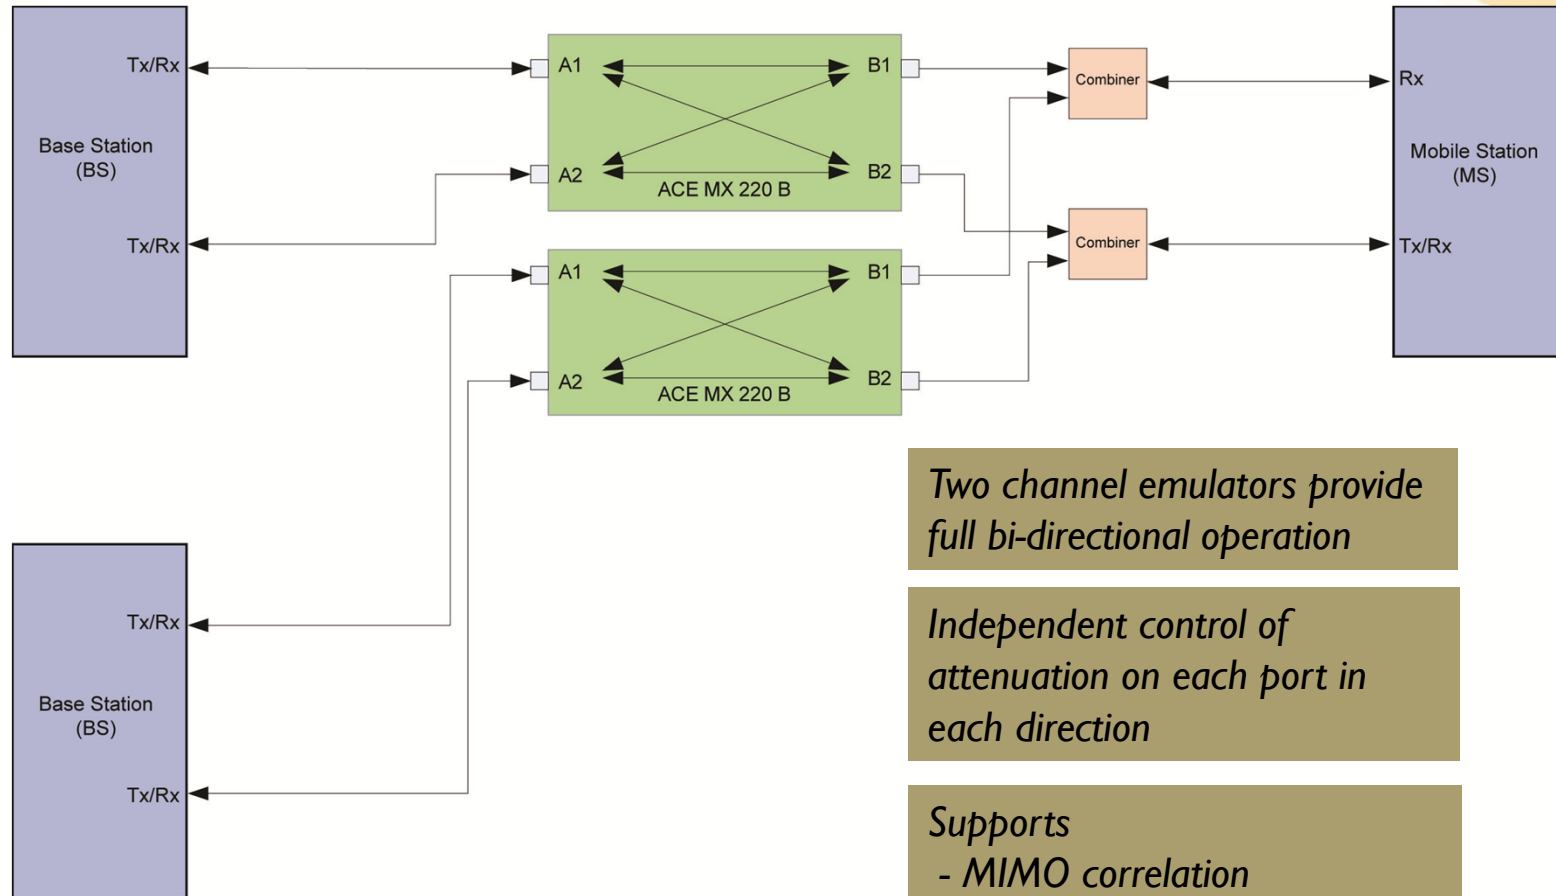 Tx/Rx
Base Station
(BS)
Tx/Rx
A1
B1
A2
B2
ACE MX 220 B
A1
B1
A2
B2
ACE MX 220 B
Combiner
Combiner
Rx
Mobile Station
(MS)
Tx/Rx
Tx/Rx
Base Station
(BS)
Tx/Rx
Two channel emulators provide
full bi-directional operation
Independent control of
attenuation on each port in
each direction
Supports
- MIMO correlation